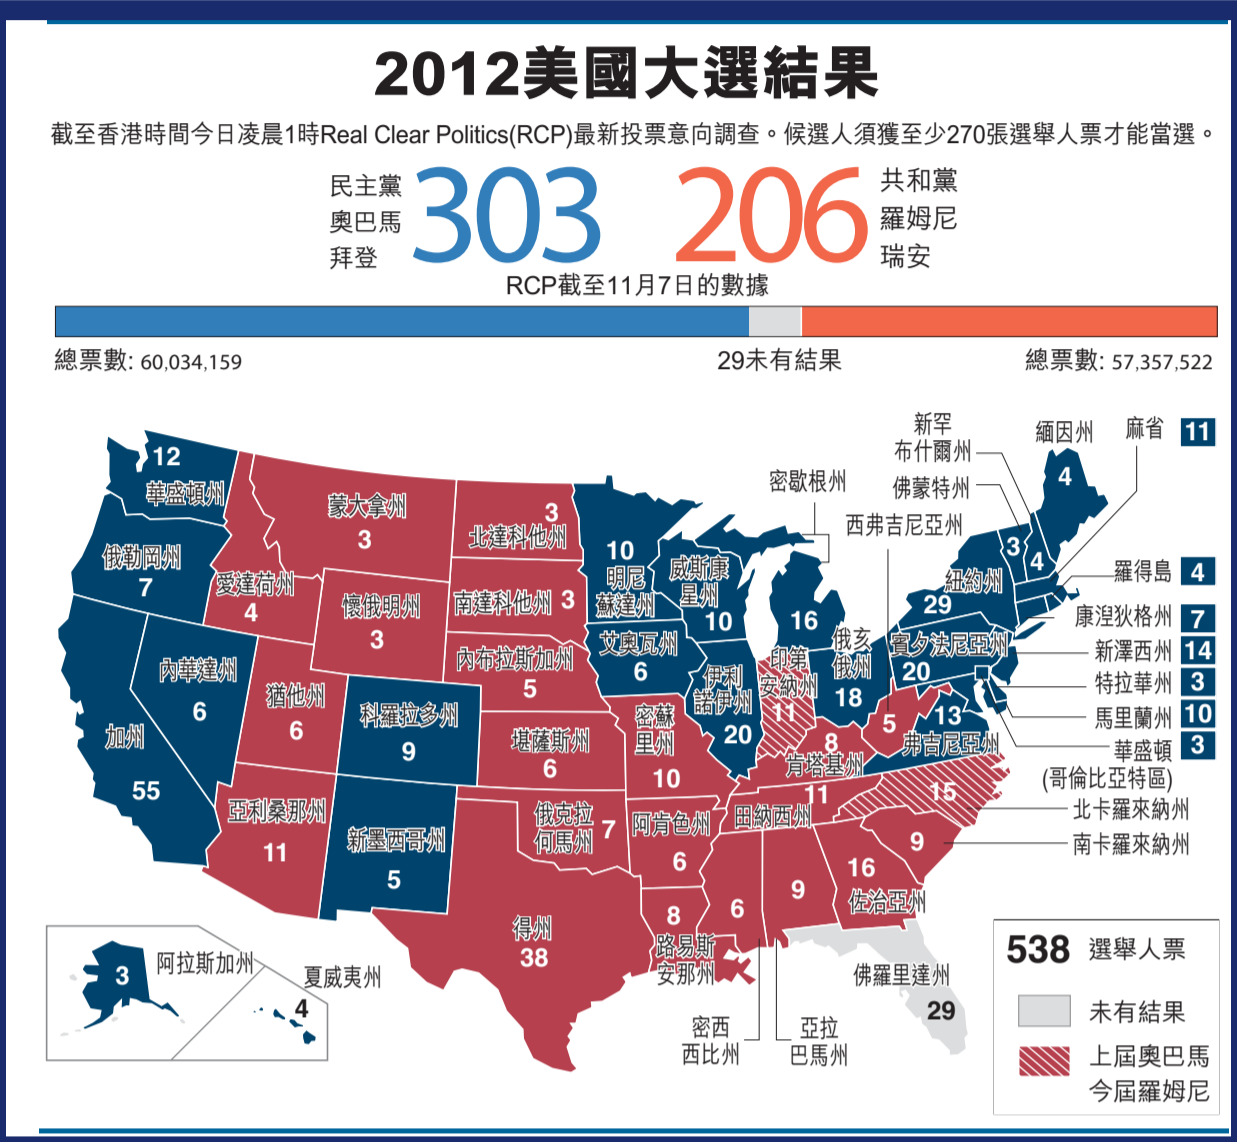 2012美國大選結果
截至香港時間今日凌晨1時Real Clear Politics(RCP)最新投票意向調查。候選人須獲至少270張選舉人票才能當選。
民主黨
奧巴馬
拜登
303
206
共和黨
羅姆尼
瑞安
RCP截至11月7日的數據
總票數: 60,034,159
29未有結果
總票數: 57,357,522
12
華盛頓州
俄勒岡州
7
愛達荷州
4
蒙大拿州
3
3
北達科他州
南達科他州 3
懷俄明州
3
內布拉斯加州
5
內華達州
6
猶他州
6
科羅拉多州
9
堪薩斯州
6
加州
55
亞利桑那州
11
新墨西哥州
5
俄克拉
何馬州
7
得州
38
10
明尼
蘇達州
艾奧瓦州
6
密蘇
里州
10
阿肯色州
6
8
路易斯
安那州
威斯康
星州
10
伊利
諾伊州
20
密歇根州
16
印第
安納州
11
俄亥
俄州
18
8
肯塔基州
11
田納西州
6
密西
西比州
9
亞拉
巴馬州
16
佐治亞州
佛羅里達州
29
西弗吉尼亞州
5
13
弗吉尼亞州
15
9
賓夕法尼亞州
20
紐約州
29
新罕
布什爾州
4
佛蒙特州
3
緬因州
4
麻省 11
羅得島 4
康涅狄格州 7
新澤西州 14
特拉華州 3
馬里蘭州 10
華盛頓 3
(哥倫比亞特區)
北卡羅來納州
南卡羅來納州
3
阿拉斯加州
夏威夷州
4
538 選舉人票
未有結果
上屆奧巴馬
今屆羅姆尼